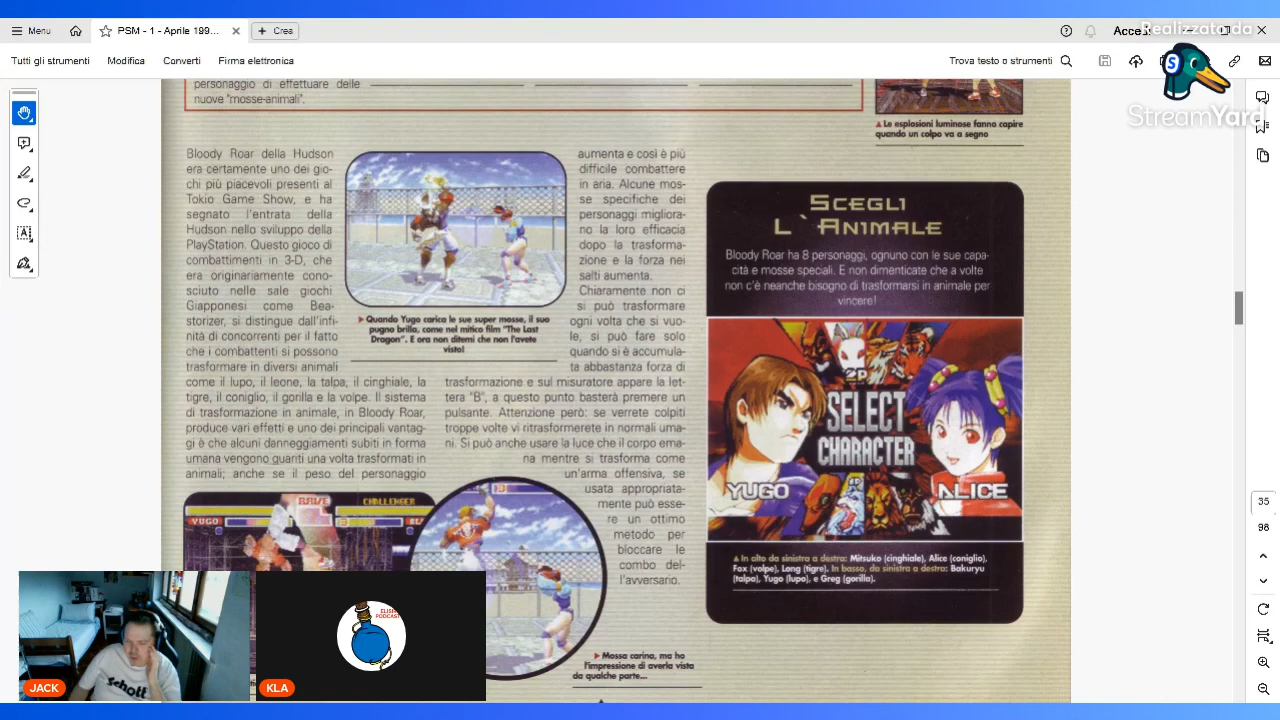 Menu
PSM - 1 - Aprile 199...
Crea
Realizzato da
Tutti gli strumenti
Modifica
Converti
Firma elettronica
Trova testo o strumenti
StreamYard
personaggio di effettuare delle
nuove "mosse-animali".
Le esplosioni luminose fanno capire
quando un colpo va a segno
Bloody Roar della Hudson
era certamente uno dei gio-
chi più piacevoli presenti al
Tokio Game Show, e ha
segnato l'entrata della
Hudson nello sviluppo della
PlayStation. Questo gioco di
combattimenti in 3-D, che
era originariamente cono-
sciuto nelle sale giochi
Giapponesi come Bea-
storizer, si distingue dall'infi-
nità di concorrenti per il fatto
che i combattenti si possono
trasformare in diversi animali
come il lupo, il leone, la talpa, il cinghiale, la
tigre, il coniglio, il gorilla e la volpe. Il sistema
di trasformazione in animale, in Bloody Roar,
produce vari effetti e uno dei principali vantag-
gi è che alcuni danneggiamenti subiti in forma
umana vengono guariti una volta trasformati in
animali; anche se il peso del personaggio
Quando Yugo carica le sue super mosse, il suo
pugno brilla, come nel mitico film "The Last
Dragon". E ora non ditemi che non l'avete
visto!
aumenta e così è più
difficile combattere
in aria. Alcune mos-
se specifiche dei
personaggi migliora-
no la loro efficacia
dopo la trasforma-
zione e la forza nei
salti aumenta.
Chiaramente non ci
si può trasformare
ogni volta che si vuo-
le, si può fare solo
quando si è accumula-
ta abbastanza forza di
trasformazione e sul misuratore appare la let-
tera "B", a questo punto basterà premere un
pulsante. Attenzione però: se verrete colpiti
troppe volte vi ritrasformerete in normali uma-
ni. Si può anche usare la luce che il corpo ema-
na mentre si trasforma come
un'arma offensiva, se
usata appropriata-
mente può esse-
re un ottimo
metodo per
bloccare le
combo del-
l'avversario.
Scegli
L`Animale
Bloody Roar ha 8 personaggi, ognuno con le sue capa-
cità e mosse speciali. E non dimenticate che a volte
non c'è neanche bisogno di trasformarsi in animale per
vincere!
2P
SELECT
CHARACTER
YUGO
ALICE
In alto da sinistra a destra: Mitsuko (cinghiale), Alice (coniglio),
Fox (volpe), Long (tigre). In basso, da sinistra a destra: Bakuryu
(talpa), Yugo (lupo), e Greg (gorilla).
CHALLENGER
YUGO
Mossa carina, ma ho
l'impressione di averla vista
da qualche parte...
35
98
ELISIR
PODCAST
Schott
JACK
KLA